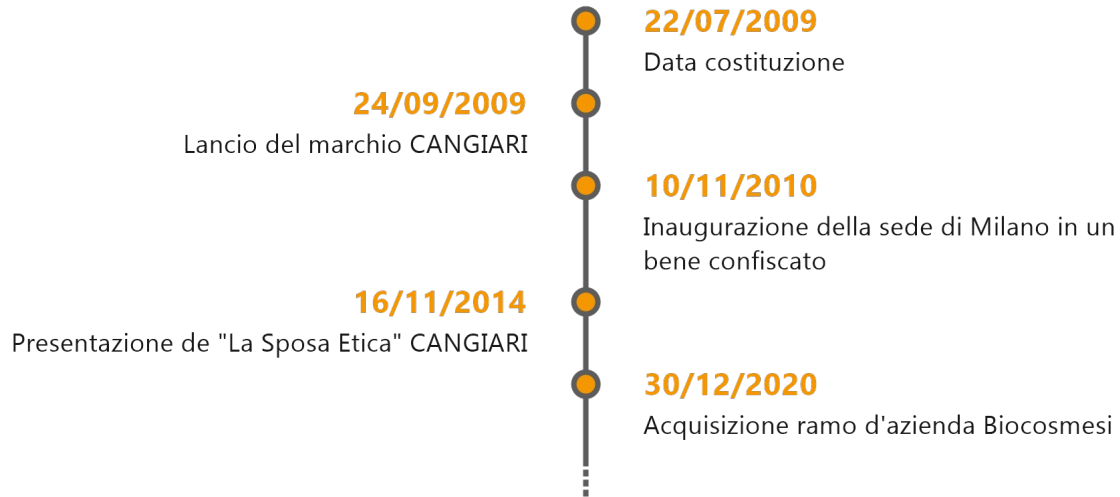 22/07/2009
Data costituzione
24/09/2009
Lancio del marchio CANGIARI
10/11/2010
Inaugurazione della sede di Milano in un
bene confiscato
16/11/2014
Presentazione de "La Sposa Etica" CANGIARI
30/12/2020
Acquisizione ramo d'azienda Biocosmesi